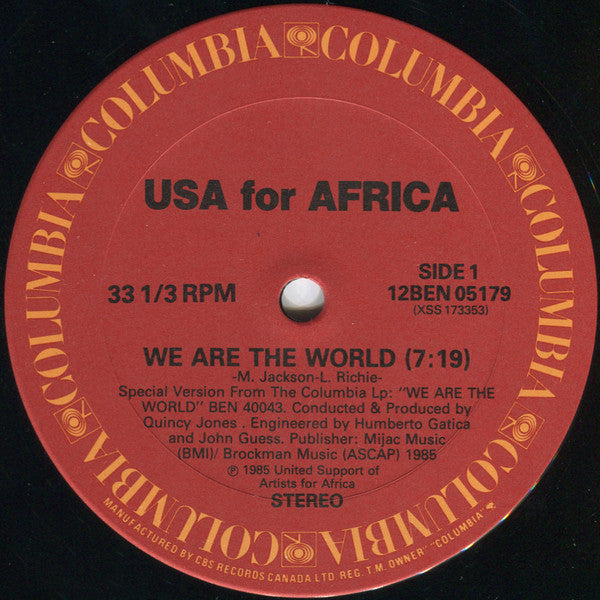 COLUMBIA COLUMBIA COLUMBIA COLUMBIA COLUMBIA COLUMBIA COLUMBIA
USA for AFRICA
33 1/3 RPM
SIDE 1
12BEN 05179
(XSS 173353)
WE ARE THE WORLD (7:19)
-M. Jackson-L. Richie-
Special Version From The Columbia Lp: "WE ARE THE
WORLD" BEN 40043. Conducted & Produced by
Quincy Jones . Engineered by Humberto Gatica
and John Guess. Publisher: Mijac Music
(BMI)/ Brockman Music (ASCAP) 1985
℗ 1985 United Support of
Artists for Africa
STEREO
MANUFACTURED BY CBS RECORDS CANADA LTD REG. T.M. OWNER "COLUMBIA"